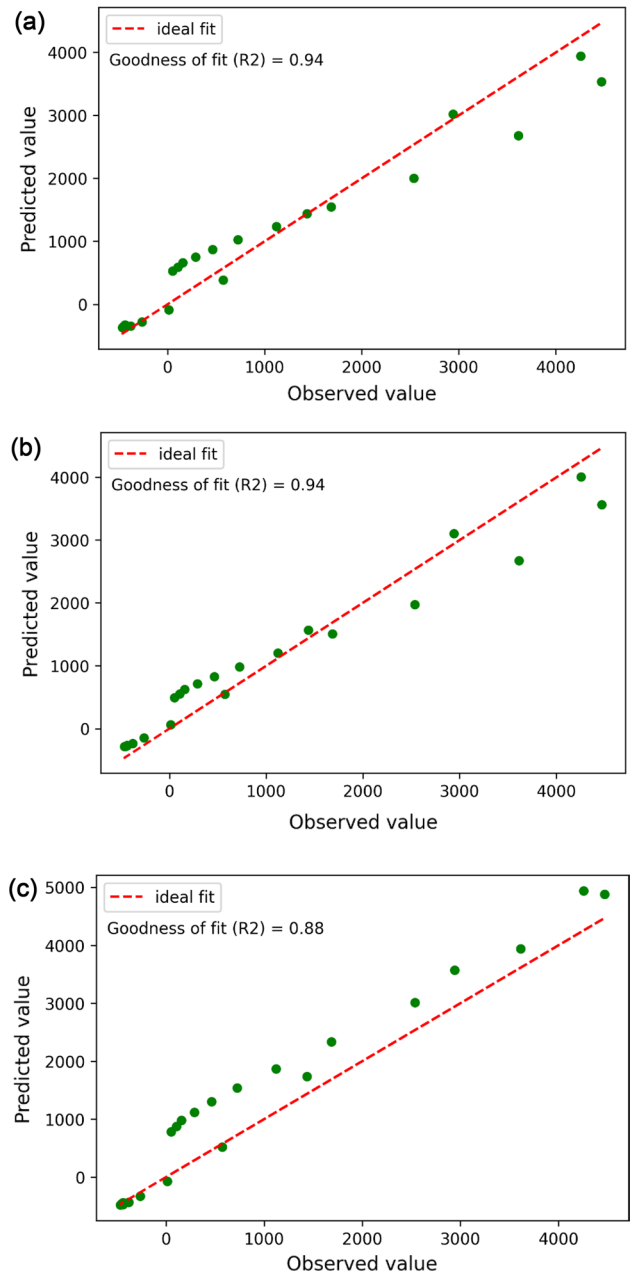 (a)
ideal fit
Goodness of fit (R2) = 0.94
4000
3000
2000
1000
0
Predicted value
0 1000 2000 3000 4000
Observed value
(b)
ideal fit
Goodness of fit (R2) = 0.94
4000
3000
2000
1000
0
Predicted value
0 1000 2000 3000 4000
Observed value
(c)
ideal fit
Goodness of fit (R2) = 0.88
5000
4000
3000
2000
1000
0
Predicted value
0 1000 2000 3000 4000
Observed value